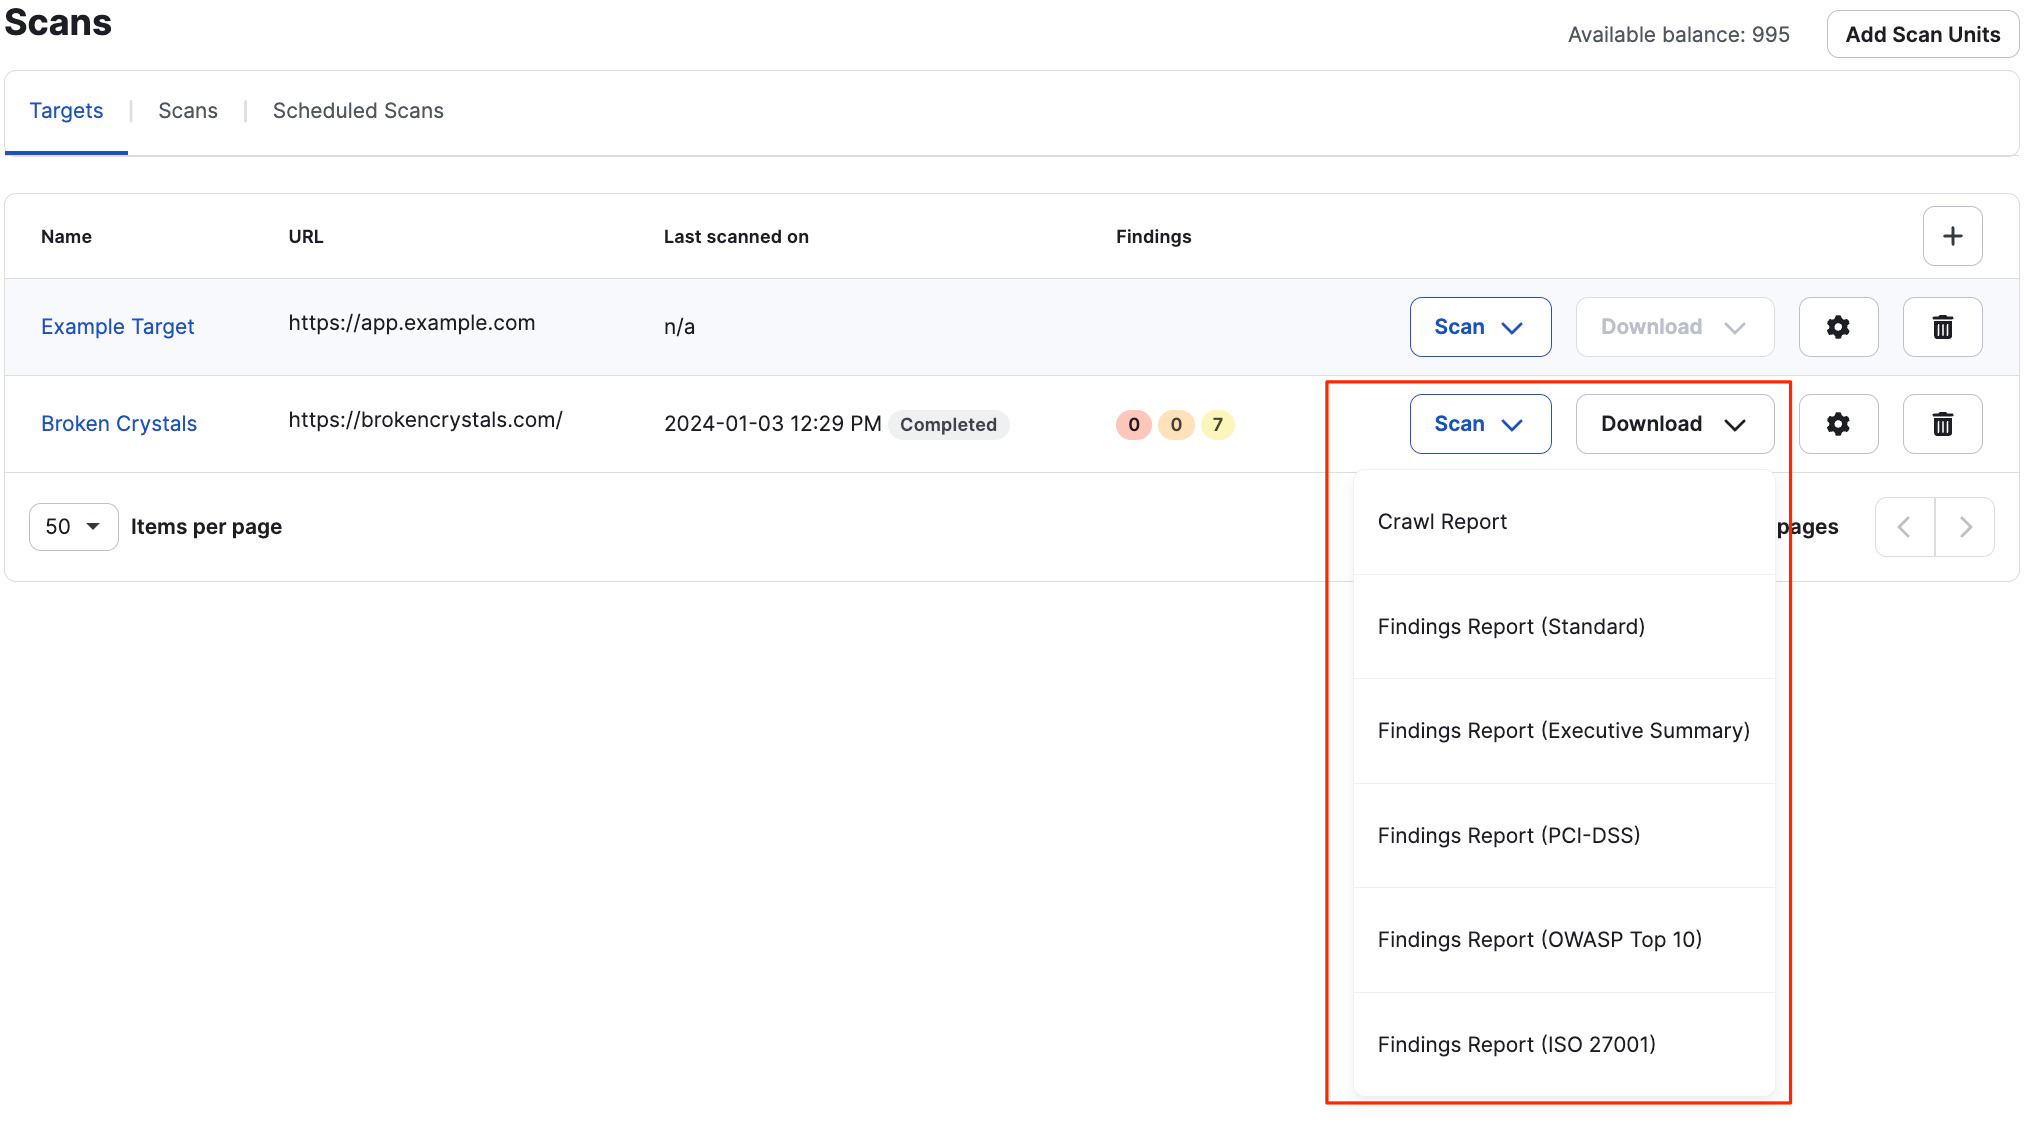 Scans
Available balance: 995
Add Scan Units
Targets | Scans | Scheduled Scans
Name URL Last scanned on Findings
Example Target https://app.example.com n/a Scan Download
Broken Crystals https://brokencrystals.com/ 2024-01-03 12:29 PM Completed 0 0 7 Scan Download
50 Items per page pages
Crawl Report
Findings Report (Standard)
Findings Report (Executive Summary)
Findings Report (PCI-DSS)
Findings Report (OWASP Top 10)
Findings Report (ISO 27001)